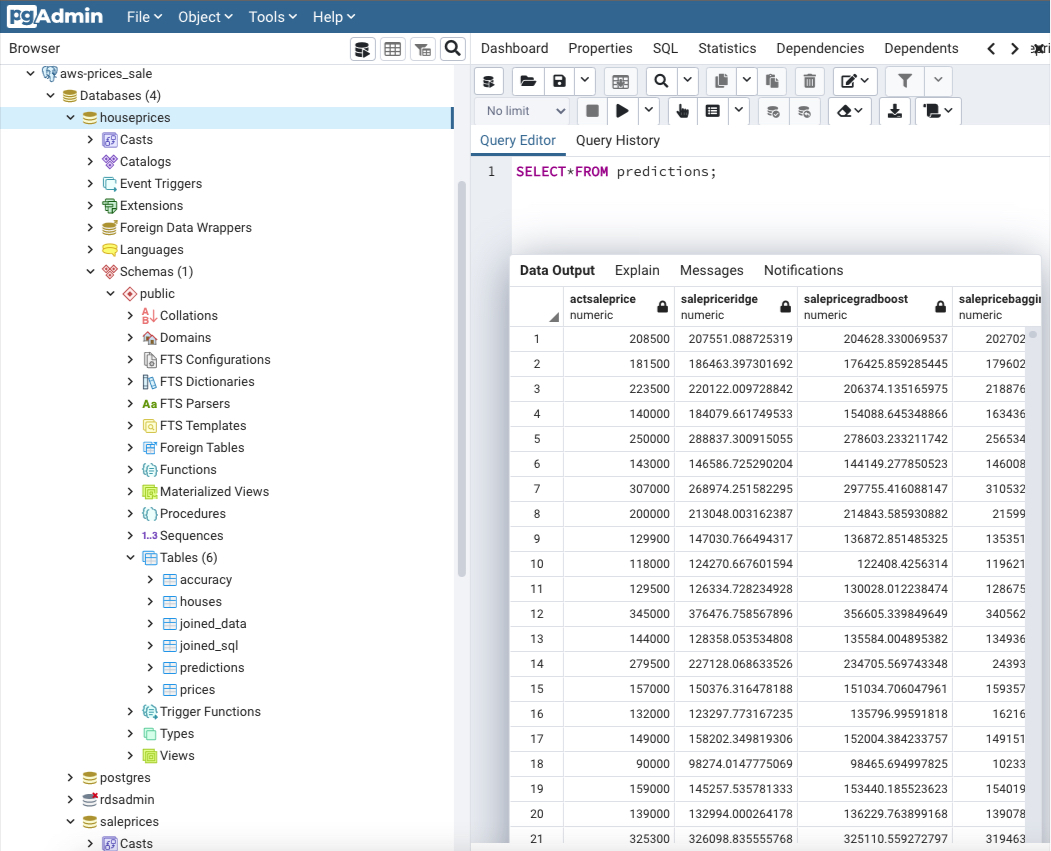 pgAdmin File Object Tools Help
Browser
Dashboard Properties SQL Statistics Dependencies Dependents
aws-prices_sale
Databases (4)
houseprices
Casts
Catalogs
Event Triggers
Extensions
Foreign Data Wrappers
Languages
Schemas (1)
public
A
B
Collations
Domains
FTS Configurations
FTS Dictionaries
Aa FTS Parsers
FTS Templates
Foreign Tables
Functions
Materialized Views
Procedures
1..3 Sequences
Tables (6)
accuracy
houses
joined_data
joined_sql
predictions
prices
Trigger Functions
Types
Views
postgres
rdsadmin
saleprices
Casts
No limit
Query Editor Query History
1 SELECT*FROM predictions;
Data Output Explain Messages Notifications
actsaleprice salepriceridge salepricegradboost salepricebaggin
numeric numeric numeric numeric
1 208500 207551.088725319 204628.330069537 202702
2 181500 186463.397301692 176425.859285445 179602
3 223500 220122.009728842 206374.135165975 218876
4 140000 184079.661749533 154088.645348866 163436
5 250000 288837.300915055 278603.233211742 256534
6 143000 146586.725290204 144149.277850523 146008
7 307000 268974.251582295 297755.416088147 310532
8 200000 213048.003162387 214843.585930882 21599
9 129900 147030.766494317 136872.851485325 135351
10 118000 124270.667601594 122408.4256314 119621
11 129500 126334.728234928 130028.012238474 128675
12 345000 376476.758567896 356605.339849649 340562
13 144000 128358.053534808 135584.004895382 134936
14 279500 227128.068633526 234705.569743348 24393
15 157000 150376.316478188 151034.706047961 159357
16 132000 123297.773167235 135796.99591818 16216
17 149000 158202.349819306 152004.384233757 149151
18 90000 98274.0147775069 98465.694997825 10233
19 159000 145257.535781333 153440.185523623 154019
20 139000 132994.000264178 136229.763899168 139078
21 325300 326098.835555768 325110.559272797 319463